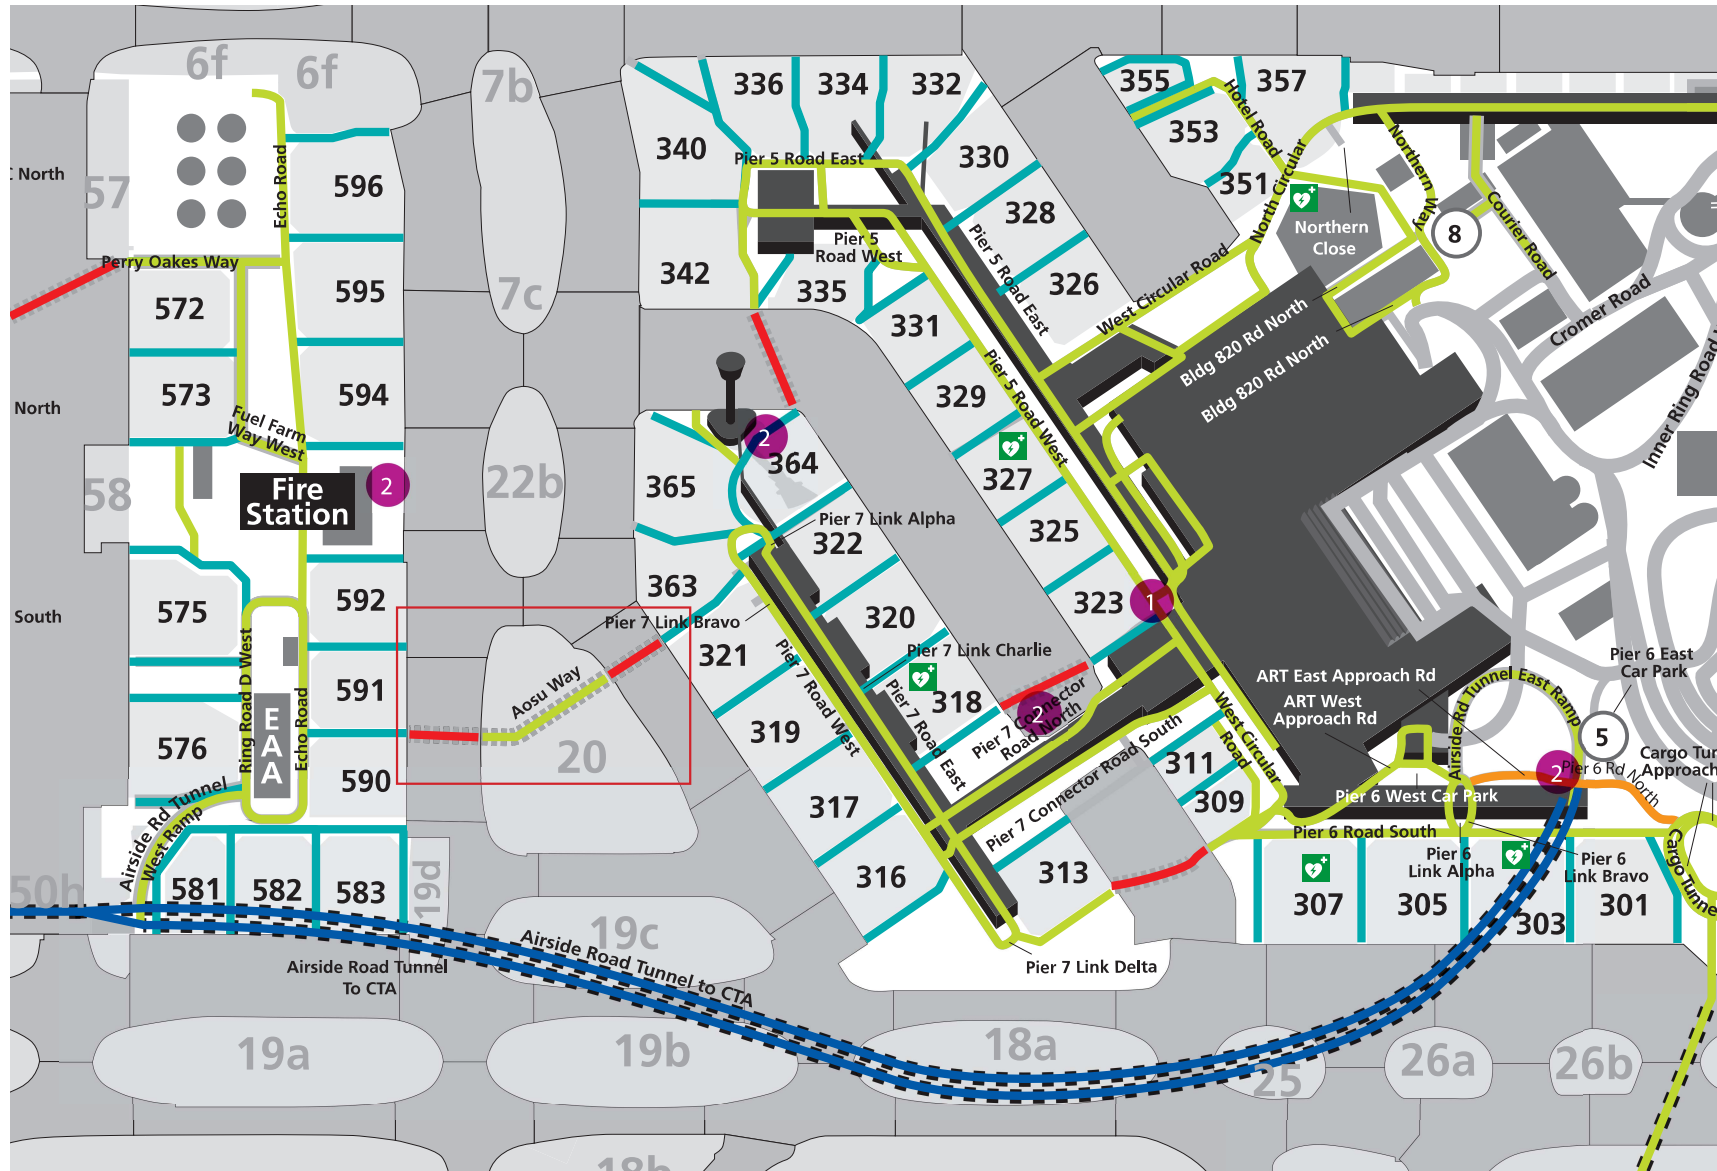 6f
6f
7b
336
334
332
355
357
Hotel Road
353
Northern
Way
340
Pier 5 Road East
330
North
57
596
Echo Road
351
North Circular
Courier Road
328
Northern
Close
8
Pier 5
Road West
Pier 5 Road East
Perry Oakes Way
342
7c
335
326
West Circular Road
Cromer Road
572
595
331
Bldg 820 Rd North
Bldg 820 Rd North
Inner Ring Road
Pier 5 Road West
573
594
329
North
Fuel Farm
Way West
2
364
327
58
Fire
Station
2
22b
365
Pier 7 Link Alpha
322
325
575
592
363
320
323
1
South
Pier 7 Link Bravo
321
Pier 7 Link Charlie
Pier 6 East
Car Park
Ring Road D West
Echo Road
591
Aosu Way
Pier 7 Road West
318
ART East Approach Rd
ART West
Approach Rd
Airside Rd Tunnel East Ramp
E
A
A
576
319
Pier 7 Road East
2
Pier 7 Connector
Road North
West Circular
Road
5
20
590
311
2
Pier 6 Rd North
Cargo Tun
Approach
317
309
Pier 6 West Car Park
Airside Rd Tunnel
West Ramp
Pier 7 Connector Road South
Pier 6 Road South
Pier 6
Link Alpha
Pier 6
Link Bravo
Cargo Tunnel
50h
581
582
583
19d
316
313
307
305
303
301
19c
Airside Road Tunnel to CTA
Airside Road Tunnel
To CTA
Pier 7 Link Delta
19a
19b
18a
25
26a
26b
18b